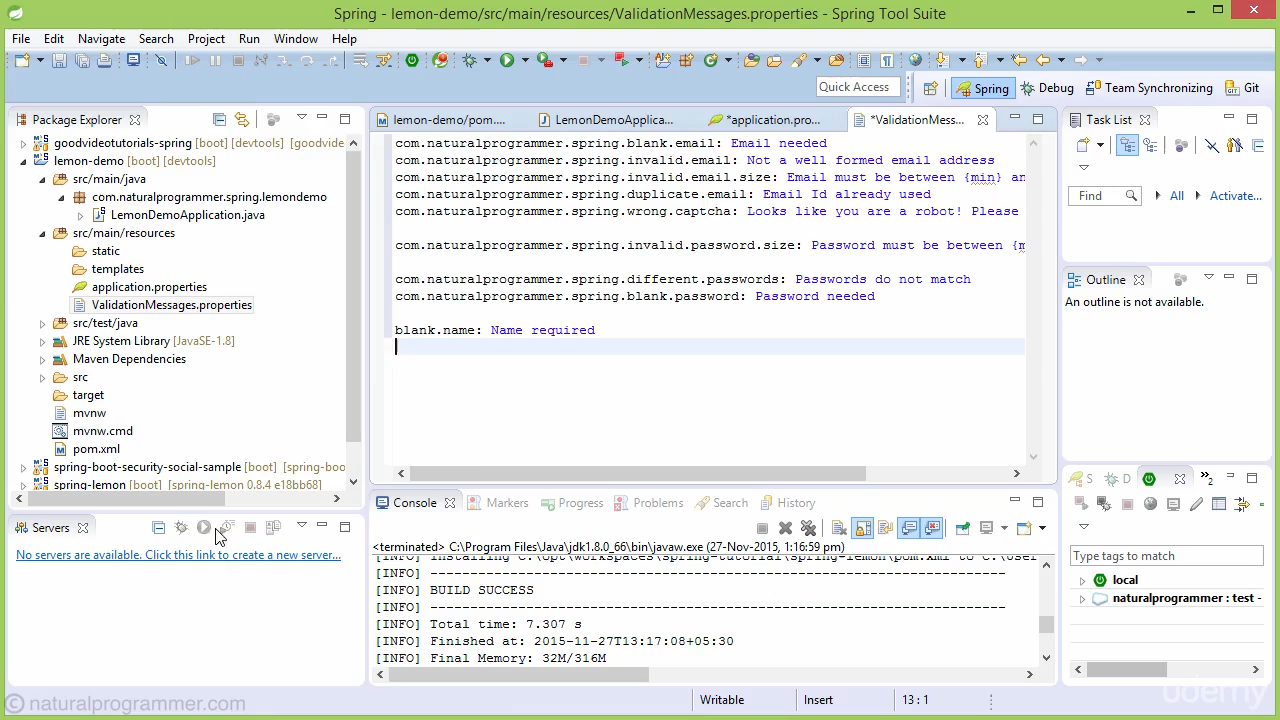 Spring - lemon-demo/src/main/resources/ValidationMessages.properties - Spring Tool Suite
File Edit Navigate Search Project Run Window Help
Quick Access
Spring Debug Team Synchronizing Git
Package Explorer
goodvideotutorials-spring [boot] [devtools] [goodvide
lemon-demo [boot] [devtools]
src/main/java
com.naturalprogrammer.spring.lemondemo
LemonDemoApplication.java
src/main/resources
static
templates
application.properties
ValidationMessages.properties
src/test/java
JRE System Library [JavaSE-1.8]
Maven Dependencies
src
target
mvnw
mvnw.cmd
pom.xml
spring-boot-security-social-sample [boot] [spring-boo
spring-lemon [boot] [spring-lemon 0.8.4 e18bb68]
lemon-demo/pom.... LemonDemoApplica... *application.pro... *ValidationMess...
com.naturalprogrammer.spring.blank.email: Email needed
com.naturalprogrammer.spring.invalid.email: Not a well formed email address
com.naturalprogrammer.spring.invalid.email.size: Email must be between {min} an
com.naturalprogrammer.spring.duplicate.email: Email Id already used
com.naturalprogrammer.spring.wrong.captcha: Looks like you are a robot! Please
com.naturalprogrammer.spring.invalid.password.size: Password must be between {m
com.naturalprogrammer.spring.different.passwords: Passwords do not match
com.naturalprogrammer.spring.blank.password: Password needed
blank.name: Name required
Task List
Find All Activate...
Outline
An outline is not available.
Servers
No servers are available. Click this link to create a new server...
Console Markers Progress Problems Search History
<terminated> C:\Program Files\Java\jdk1.8.0_66\bin\javaw.exe (27-Nov-2015, 1:16:59 pm)
[INFO] ------------------------------------------------------------------------
[INFO] BUILD SUCCESS
[INFO] ------------------------------------------------------------------------
[INFO] Total time: 7.307 s
[INFO] Finished at: 2015-11-27T13:17:08+05:30
[INFO] Final Memory: 32M/316M
S D 2
Type tags to match
local
naturalprogrammer : test -
Writable Insert 13 : 1
© naturalprogrammer.com
udemy